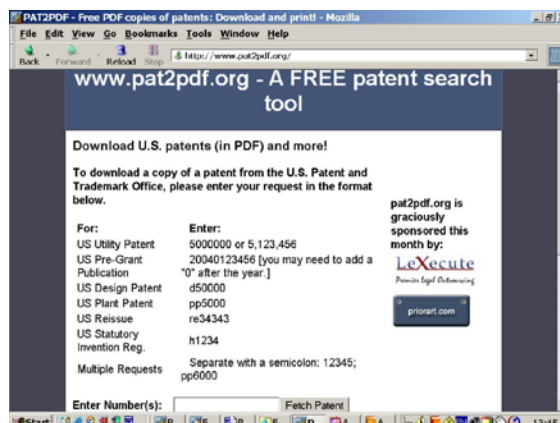 PAT2PDF - Free PDF copies of patents: Download and print! - Mozilla
File Edit View Go Bookmarks Tools Window Help
Back Forward Reload Stop http://www.pat2pdf.org/
www.pat2pdf.org - A FREE patent search
tool
Download U.S. patents (in PDF) and more!
To download a copy of a patent from the U.S. Patent and
Trademark Office, please enter your request in the format
below.
For: Enter:
US Utility Patent 5000000 or 5,123,456
US Pre-Grant 20040123456 [you may need to add a
Publication "0" after the year.]
US Design Patent d50000
US Plant Patent pp5000
US Reissue re34343
US Statutory
Invention Reg. h1234
Multiple Requests Separate with a semicolon: 12345;
pp6000
Enter Number(s): Fetch Patent
pat2pdf.org is
graciously
sponsored this
month by:
LeXecute
Premier Legal Outsourcing
priorart.com
Start